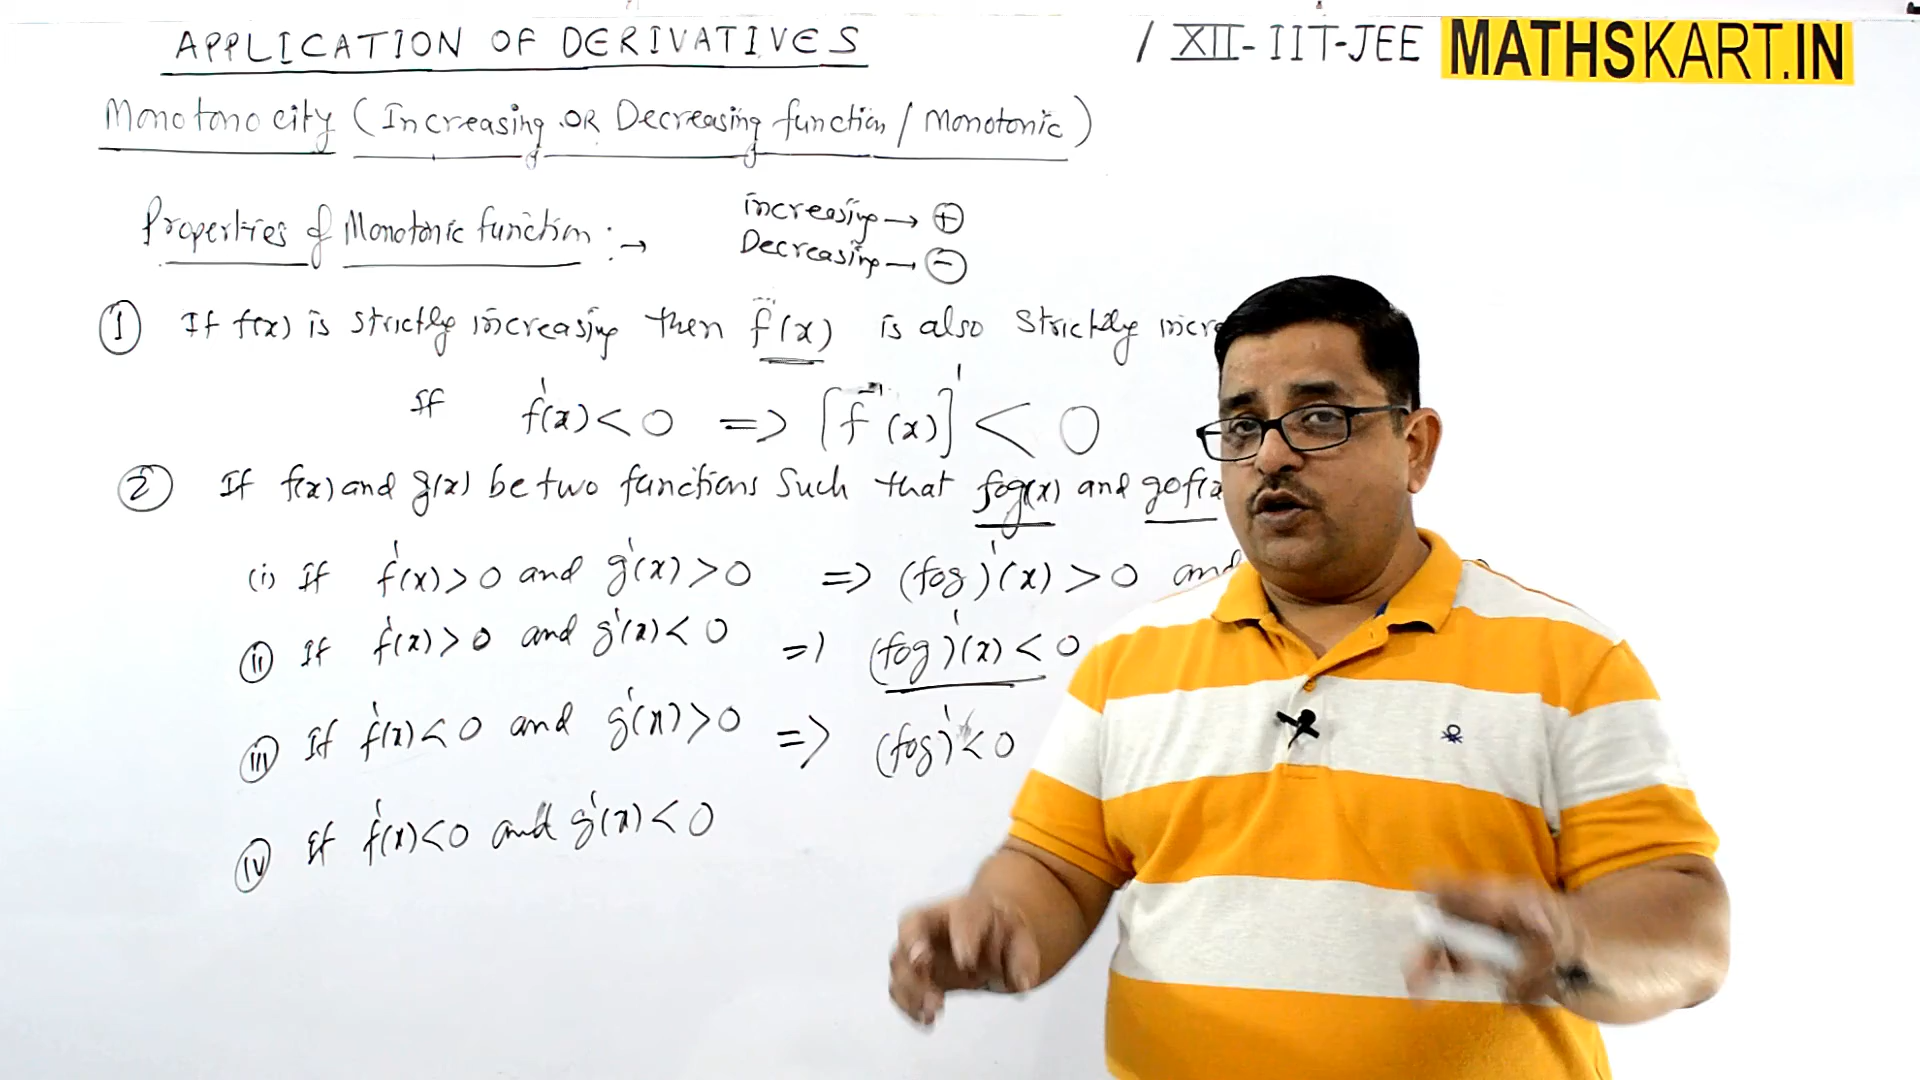 APPLICATION OF DERIVATIVES / XII-IIT-JEE MATHSKART.IN
Monotonocity (Increasing OR Decreasing function / Monotonic)
Properties of Monotonic function :→
increasing → ⊕
Decreasing → ⊖
① If f(x) is strictly increasing then f⁻¹(x) is also strictly incre
If f'(x) < 0 => [f⁻¹(x)]' < 0
② If f(x) and g(x) be two functions such that fog(x) and gof(x
(i) If f'(x) > 0 and g'(x) > 0 => (fog)'(x) > 0 and
(ii) If f'(x) > 0 and g'(x) < 0 => (fog)'(x) < 0
(iii) If f'(x) < 0 and g'(x) > 0 => (fog)' < 0
(iv) If f'(x) < 0 and g'(x) < 0